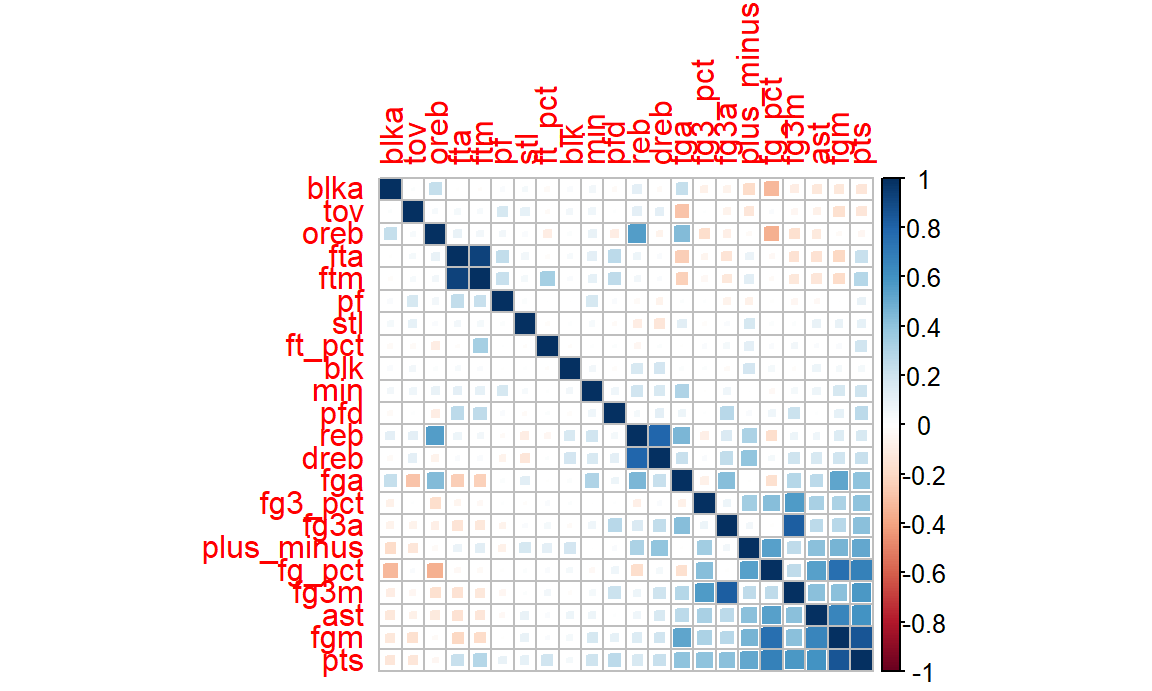 blka
tov
oreb
fta
ftm
pf
stl
ft_pct
blk
min
pfd
reb
dreb
fga
fg3_pct
fg3a
plus_minus
fg_pct
fg3m
ast
fgm
pts
blka
tov
oreb
fta
ftm
pf
stl
ft_pct
blk
min
pfd
reb
dreb
fga
fg3_pct
fg3a
plus_minus
fg_pct
fg3m
ast
fgm
pts
1
0.8
0.6
0.4
0.2
0
-0.2
-0.4
-0.6
-0.8
-1